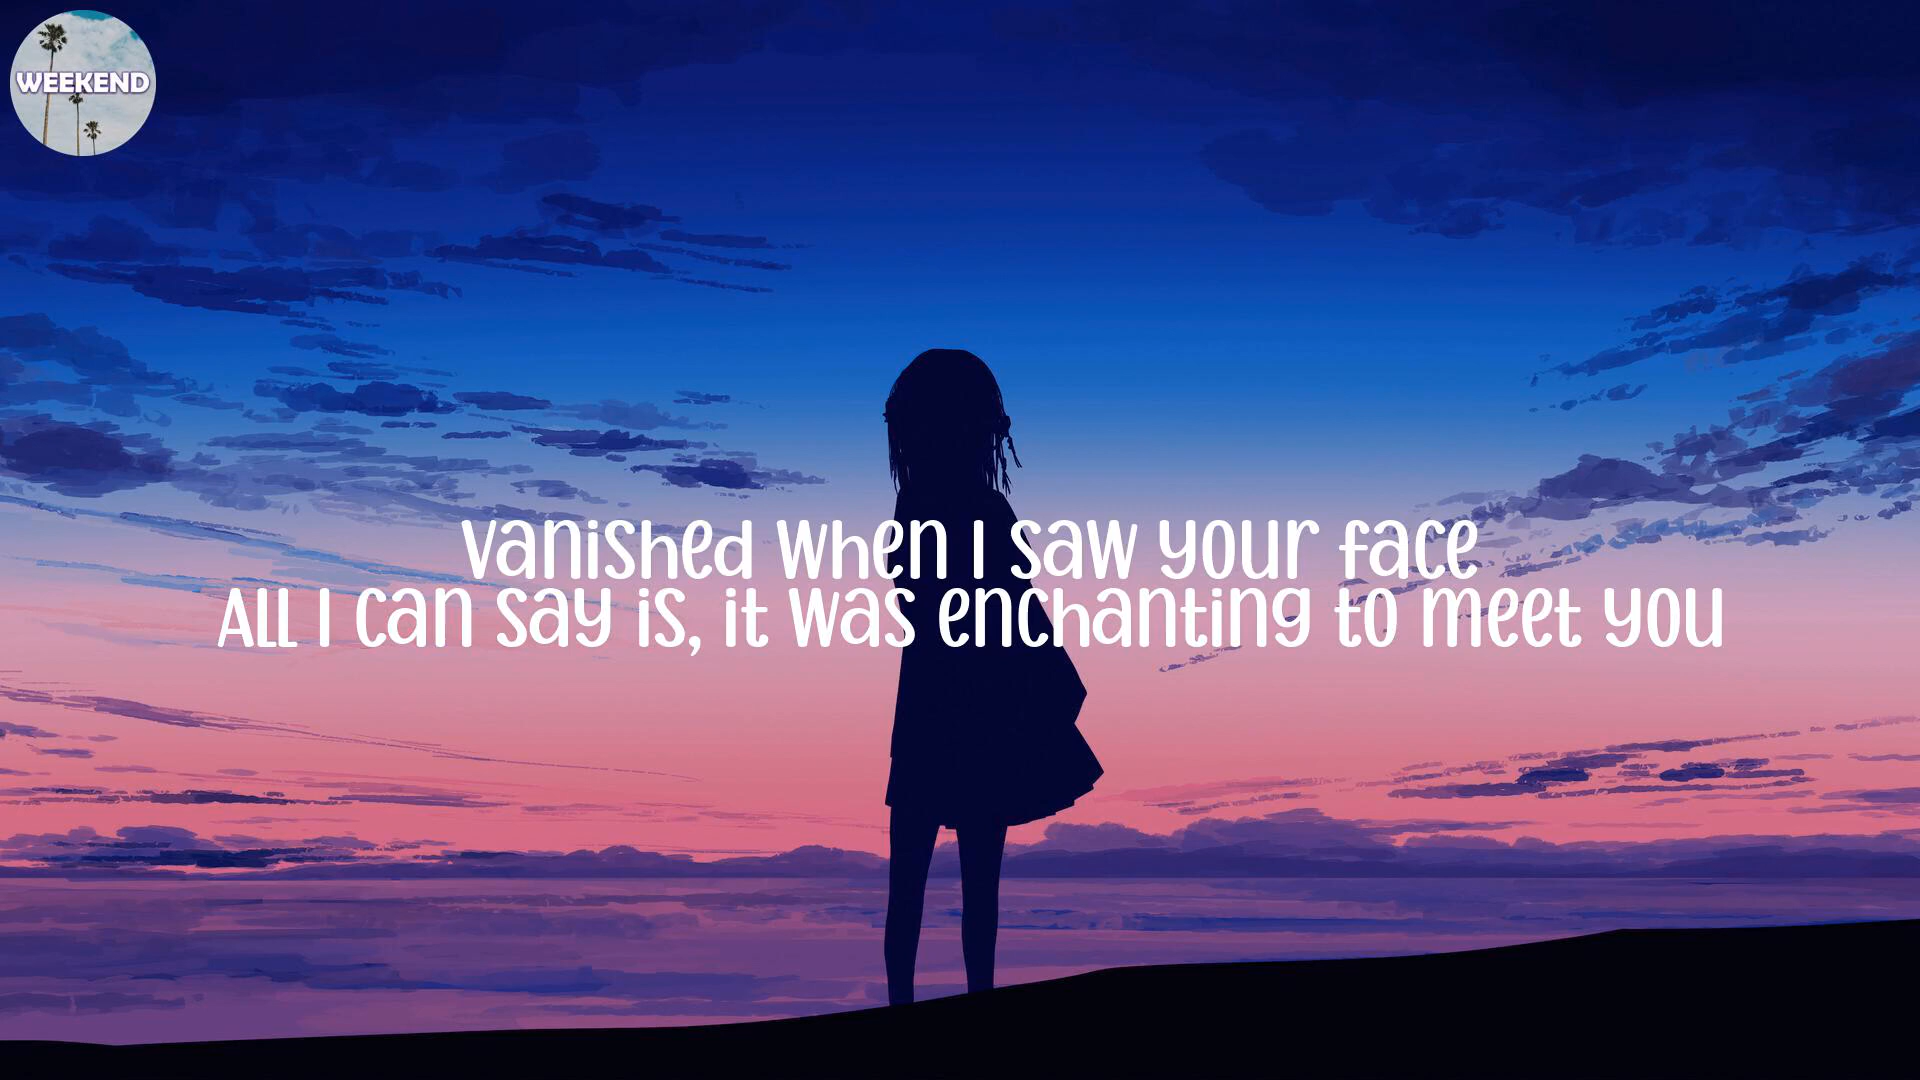 WEEKEND
Vanished when I saw your face
All I can say is, it was enchanting to meet you